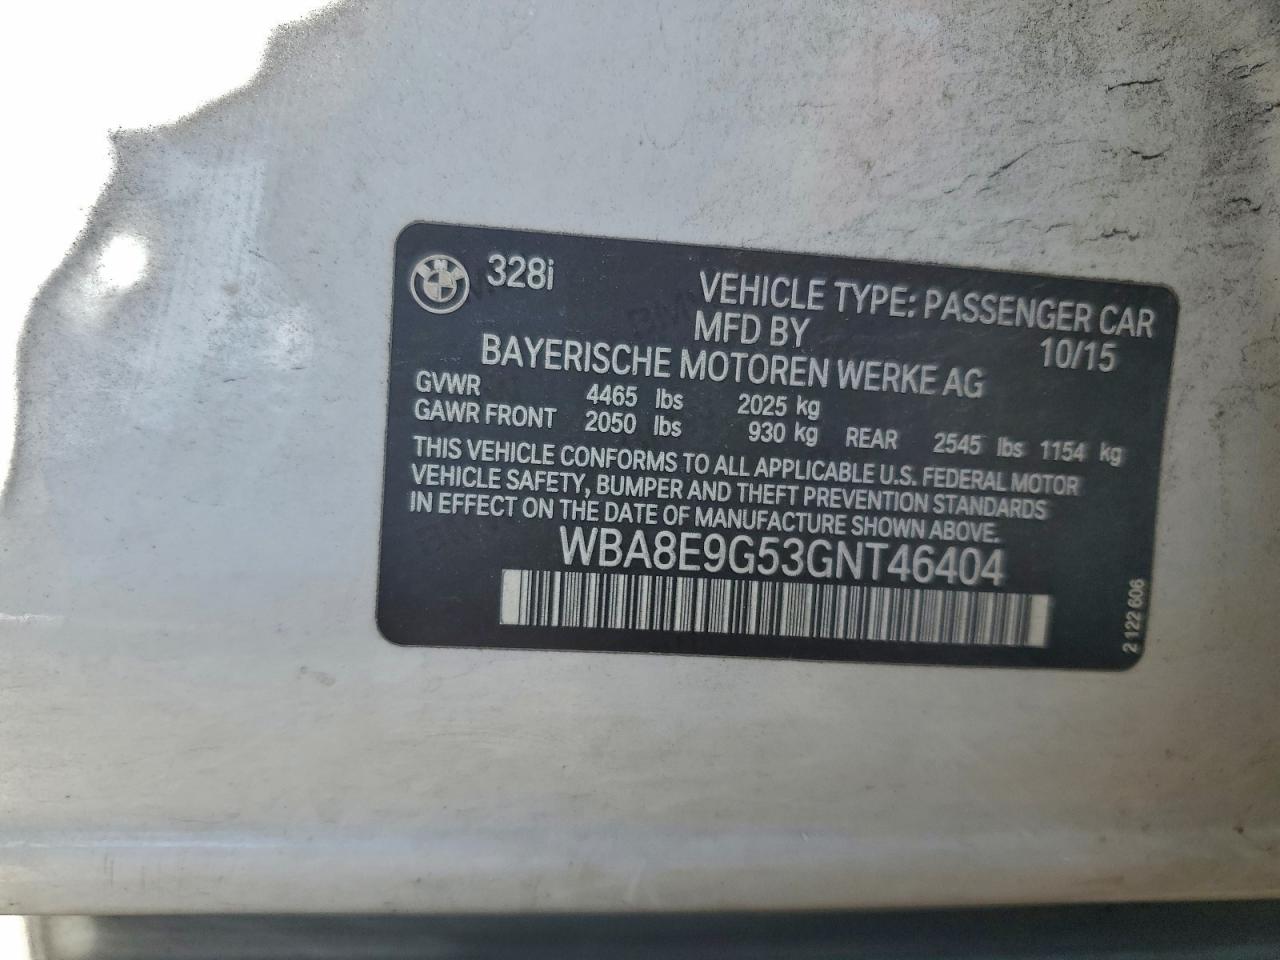 BMW
328i VEHICLE TYPE: PASSENGER CAR
MFD BY 10/15
BAYERISCHE MOTOREN WERKE AG
GVWR 4465 lbs 2025 kg
GAWR FRONT 2050 lbs 930 kg REAR 2545 lbs 1154 kg
THIS VEHICLE CONFORMS TO ALL APPLICABLE U.S. FEDERAL MOTOR
VEHICLE SAFETY, BUMPER AND THEFT PREVENTION STANDARDS
IN EFFECT ON THE DATE OF MANUFACTURE SHOWN ABOVE.
WBA8E9G53GNT46404
2 122 606